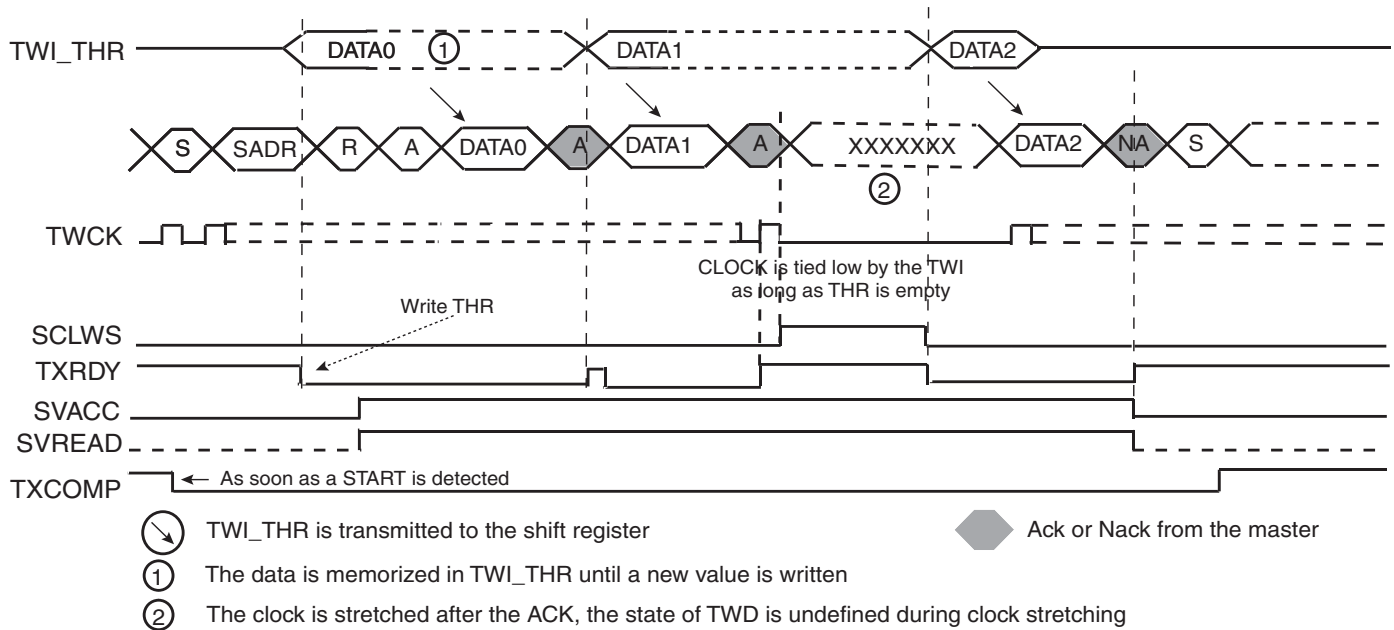 TWI_THR DATA0 1 DATA1 DATA2
S SADR R A DATA0 A DATA1 A XXXXXXX DATA2 NA S
2
TWCK
CLOCK is tied low by the TWI
as long as THR is empty
Write THR
SCLWS
TXRDY
SVACC
SVREAD
TXCOMP As soon as a START is detected
TWI_THR is transmitted to the shift register Ack or Nack from the master
1 The data is memorized in TWI_THR until a new value is written
2 The clock is stretched after the ACK, the state of TWD is undefined during clock stretching